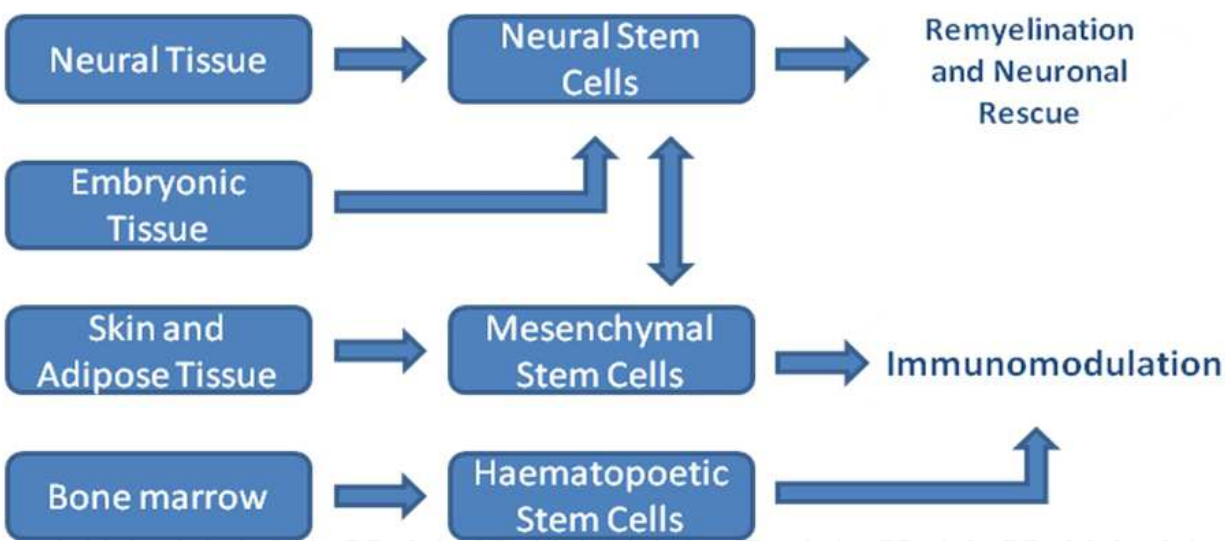 Neural Tissue
Neural Stem
Cells
Remyelination
and Neuronal
Rescue
Embryonic
Tissue
Skin and
Adipose Tissue
Mesenchymal
Stem Cells
Immunomodulation
Bone marrow
Haematopoetic
Stem Cells